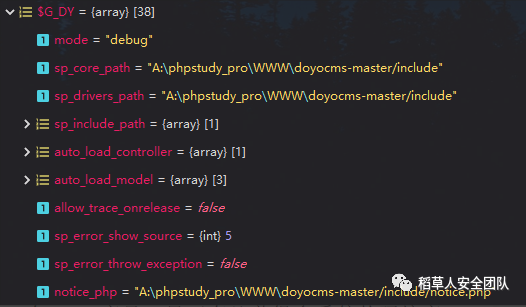 $G_DY = {array} [38]
mode = "debug"
sp_core_path = "A:\phpstudy_pro\WWW\doyocms-master/include"
sp_drivers_path = "A:\phpstudy_pro\WWW\doyocms-master/include"
sp_include_path = {array} [1]
auto_load_controller = {array} [1]
auto_load_model = {array} [3]
allow_trace_onrelease = false
sp_error_show_source = {int} 5
sp_error_throw_exception = false
notice_php = "A:\phpstudy_pro\WWW\doyocms-master/include/notice.php
稻草人安全团队